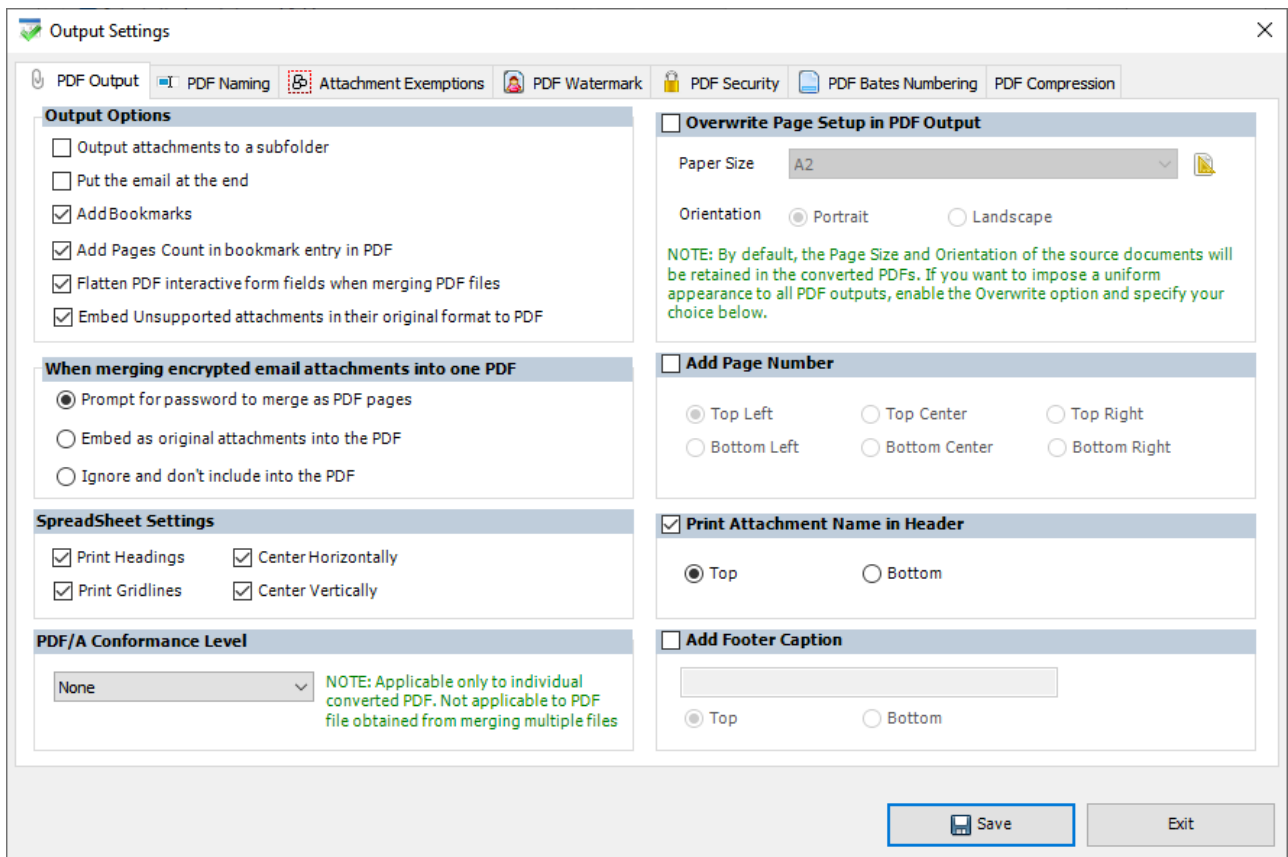 Output Settings
PDF Output
PDF Naming
Attachment Exemptions
PDF Watermark
PDF Security
PDF Bates Numbering
PDF Compression
Output Options
Output attachments to a subfolder
Put the email at the end
Add Bookmarks
Add Pages Count in bookmark entry in PDF
Flatten PDF interactive form fields when merging PDF files
Embed Unsupported attachments in their original format to PDF
When merging encrypted email attachments into one PDF
Prompt for password to merge as PDF pages
Embed as original attachments into the PDF
Ignore and don't include into the PDF
SpreadSheet Settings
Print Headings
Center Horizontally
Print Gridlines
Center Vertically
PDF/A Conformance Level
None
NOTE: Applicable only to individual
converted PDF. Not applicable to PDF
file obtained from merging multiple files
Overwrite Page Setup in PDF Output
Paper Size
A2
Orientation
Portrait
Landscape
NOTE: By default, the Page Size and Orientation of the source documents will
be retained in the converted PDFs. If you want to impose a uniform
appearance to all PDF outputs, enable the Overwrite option and specify your
choice below.
Add Page Number
Top Left
Top Center
Top Right
Bottom Left
Bottom Center
Bottom Right
Print Attachment Name in Header
Top
Bottom
Add Footer Caption
Top
Bottom
Save
Exit